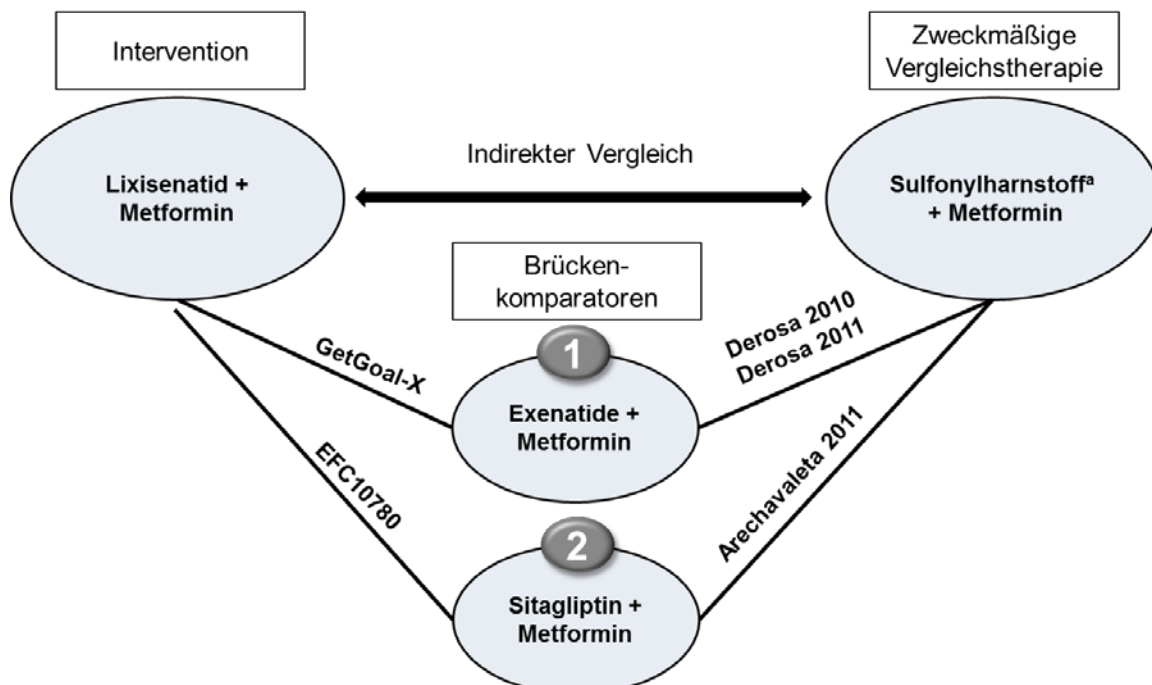 Intervention
Zweckmäßige
Vergleichstherapie
Indirekter Vergleich
Lixisenatid +
Metformin
Sulfonylharnstoffᵃ
+ Metformin
Brücken-
komparatoren
GetGoal-X
Derosa 2010
Derosa 2011
1
Exenatide +
Metformin
EFC10780
Arechavaleta 2011
2
Sitagliptin +
Metformin